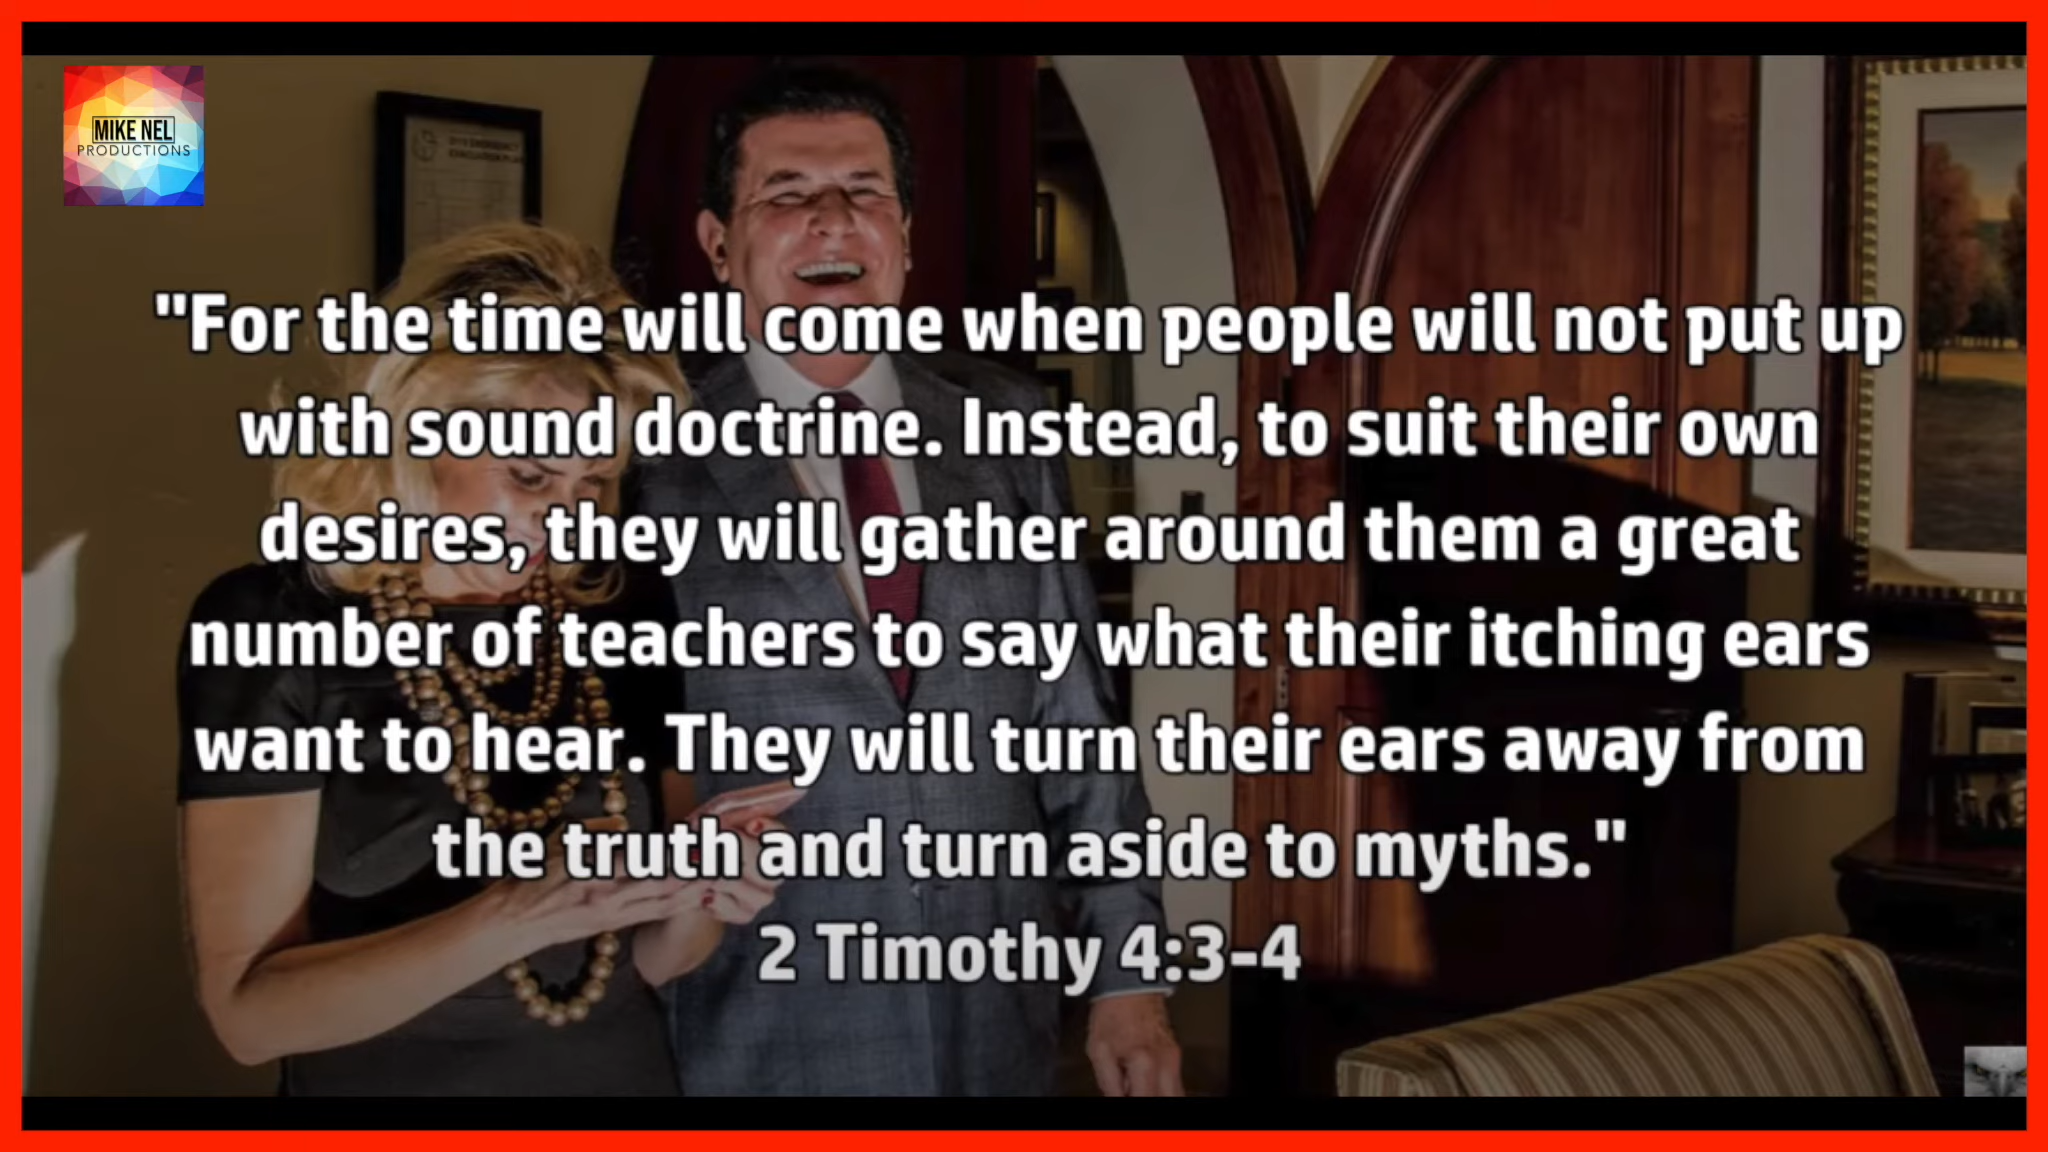 MIKE NEL
PRODUCTIONS
"For the time will come when people will not put up
with sound doctrine. Instead, to suit their own
desires, they will gather around them a great
number of teachers to say what their itching ears
want to hear. They will turn their ears away from
the truth and turn aside to myths."
2 Timothy 4:3-4